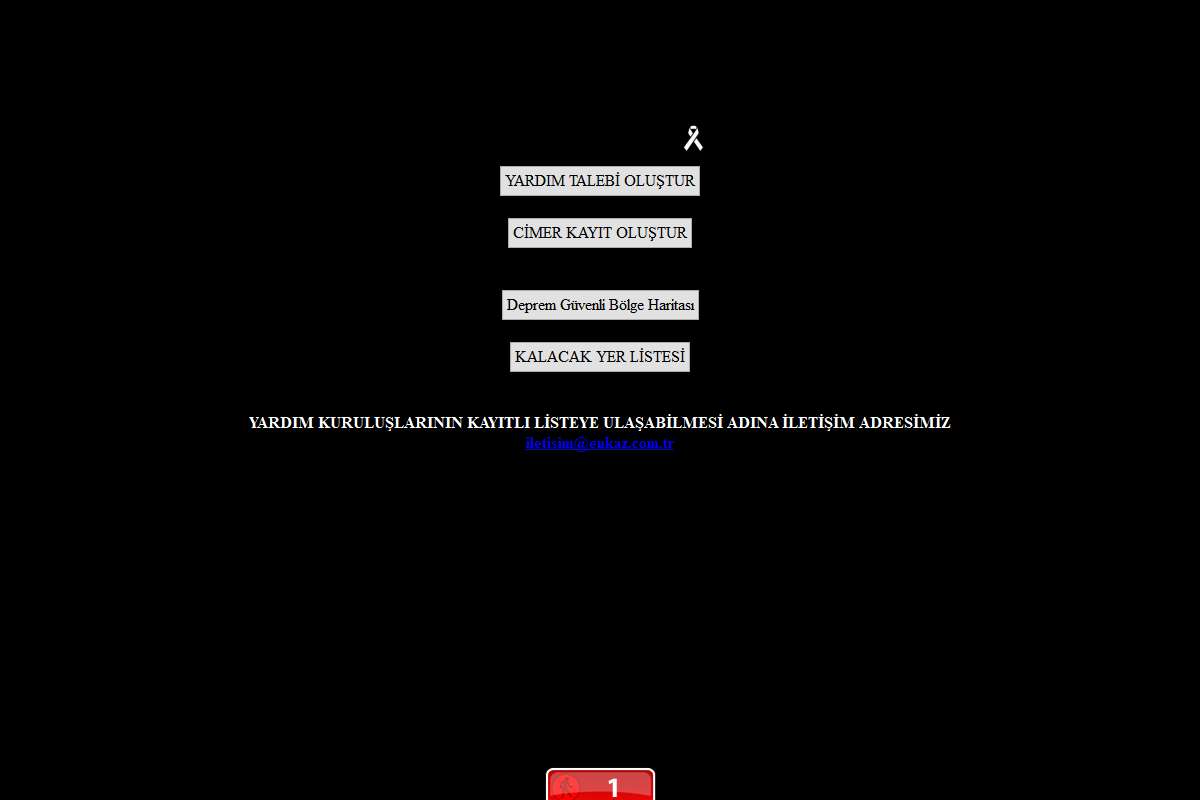 YARDIM TALEBİ OLUŞTUR
CİMER KAYIT OLUŞTUR
Deprem Güvenli Bölge Haritası
KALACAK YER LİSTESİ
YARDIM KURULUŞLARININ KAYITLI LİSTEYE ULAŞABİLMESİ ADINA İLETİŞİM ADRESİMİZ
iletisim@enkaz.com.tr
1